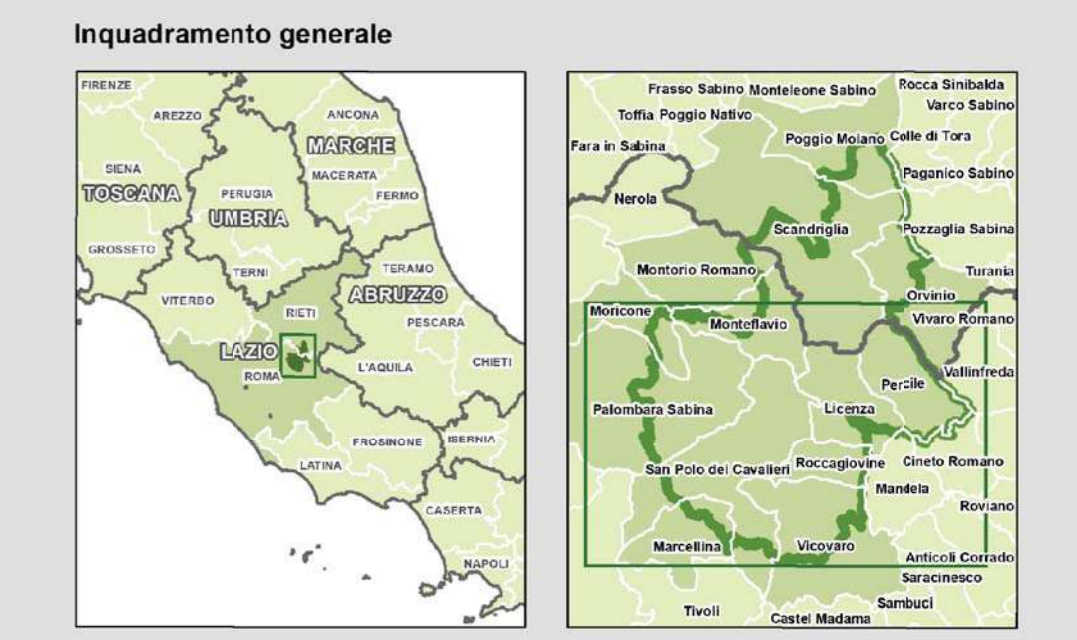 Inquadramento generale
FIRENZE
AREZZO
ANCONA
MARCHE
SIENA
MACERATA
TOSCANA
PERUGIA
FERMO
UMBRIA
GROSSETO
TERNI
TERAMO
VITERBO
ABRUZZO
RIETI
PESCARA
LAZIO
L'AQUILA
CHIETI
ROMA
FROSINONE
ISERNIA
LATINA
CASERTA
NAPOLI
Frasso Sabino
Monteleone Sabino
Rocca Sinibalda
Varco Sabino
Toffia
Poggio Nativo
Poggio Moiano
Colle di Tora
Fara in Sabina
Paganico Sabino
Nerola
Scandriglia
Pozzaglia Sabina
Montorio Romano
Turania
Orvinio
Moricone
Monteflavio
Vivaro Romano
Vallinfreda
Percile
Palombara Sabina
Licenza
San Polo dei Cavalieri
Roccagiovine
Cineto Romano
Mandela
Roviano
Marcellina
Vicovaro
Anticoli Corrado
Saracinesco
Tivoli
Sambuci
Castel Madama